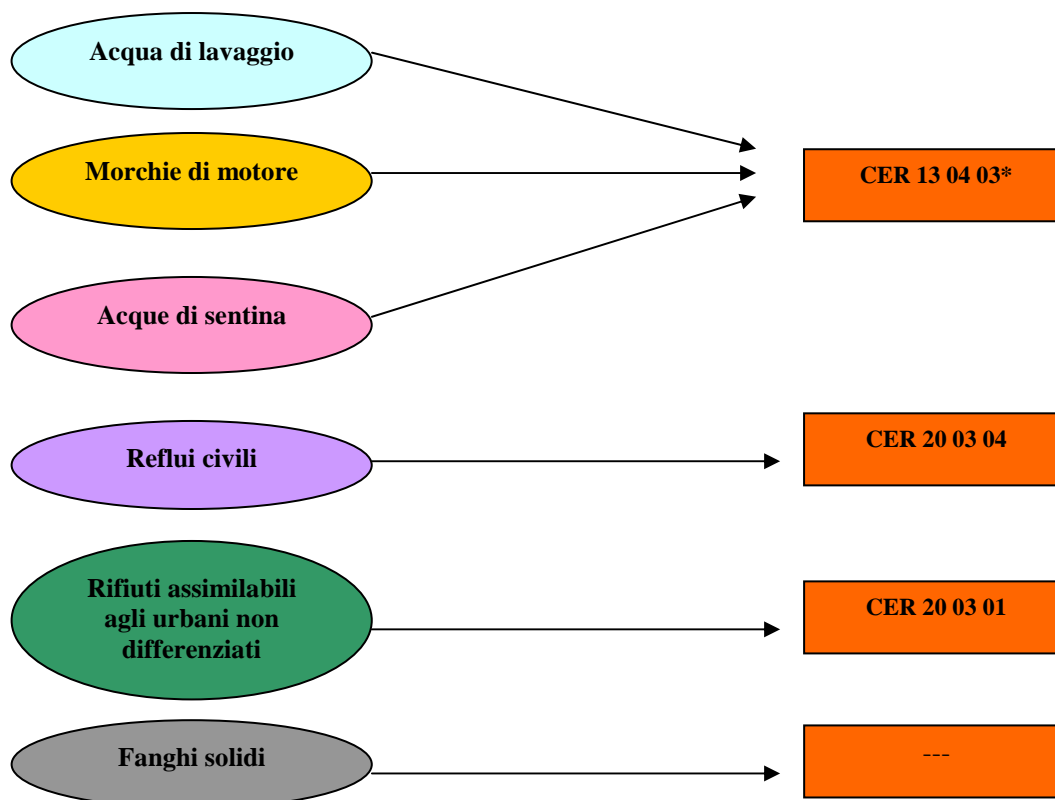 Acqua di lavaggio
Morchie di motore
CER 13 04 03*
Acque di sentina
Reflui civili
CER 20 03 04
Rifiuti assimilabili
agli urbani non
differenziati
CER 20 03 01
Fanghi solidi
---